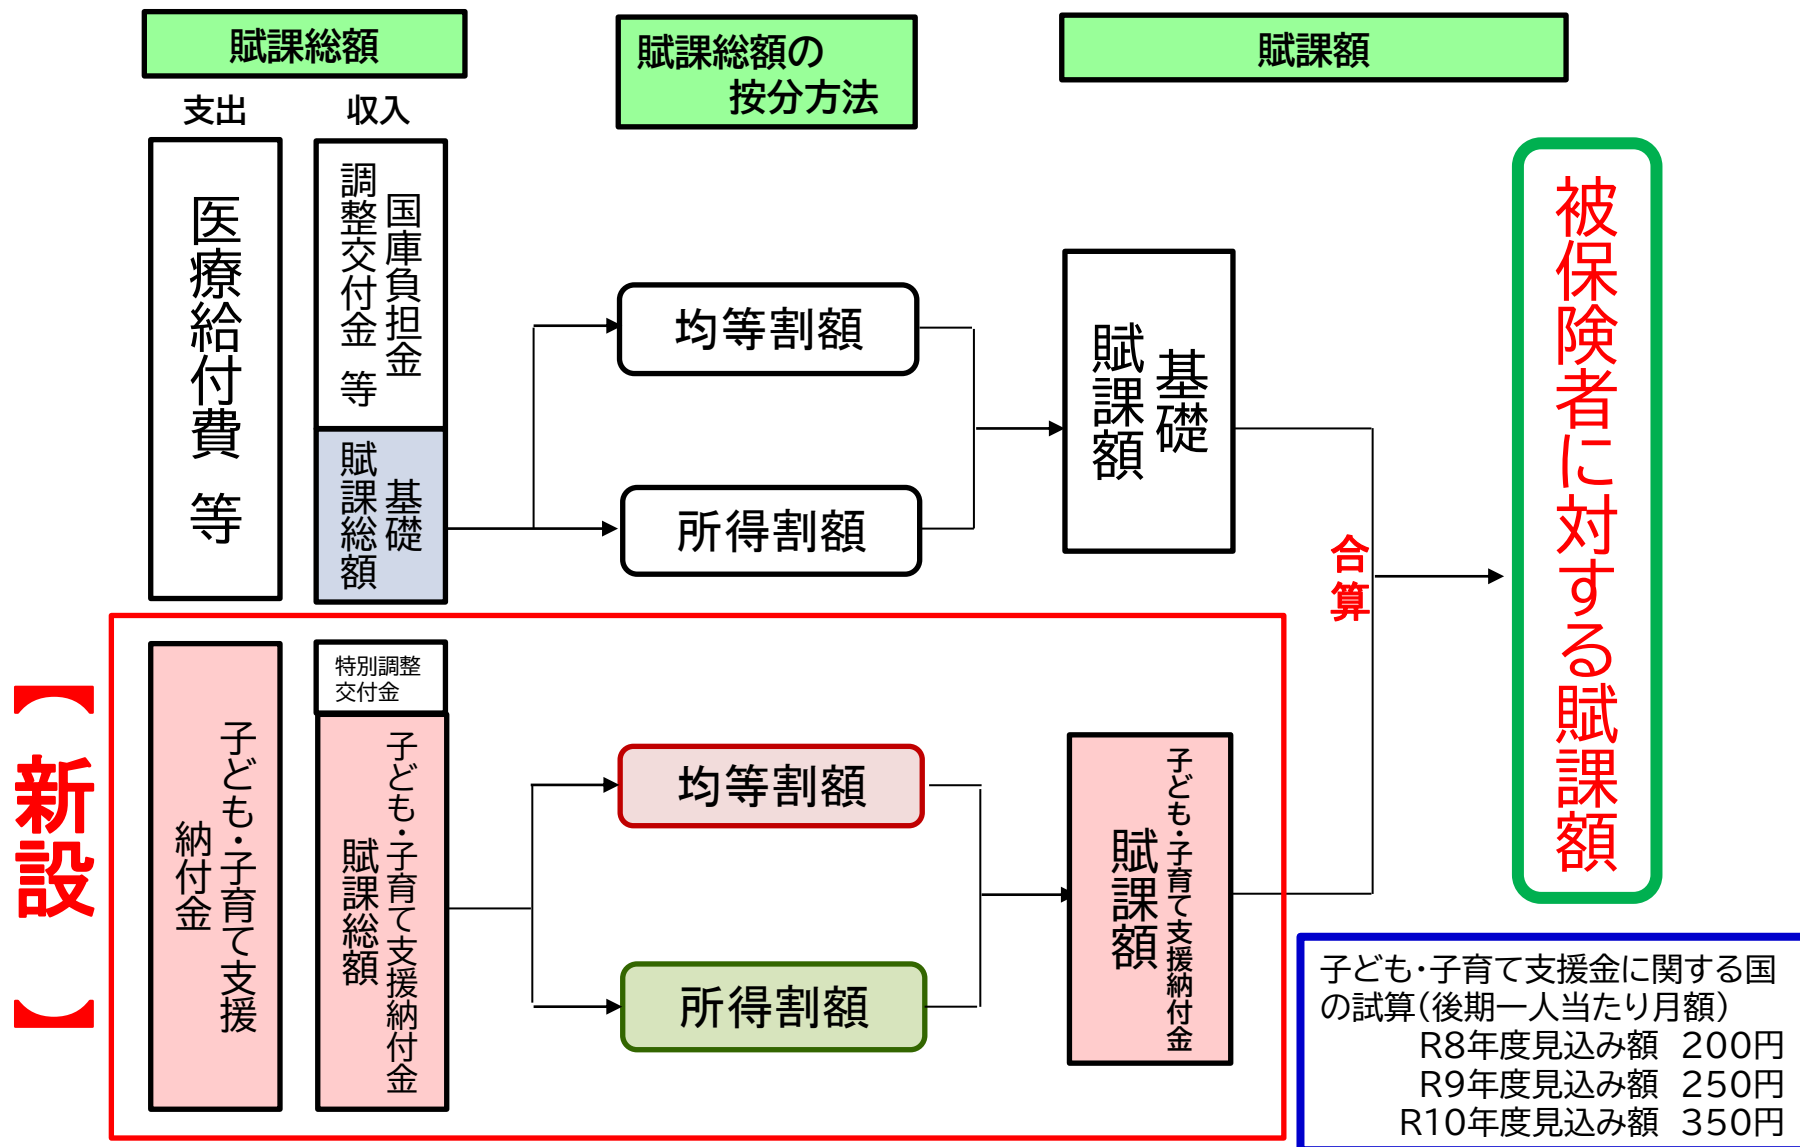 賦課総額
賦課総額の
按分方法
賦課額
支出
収入
医療給付費 等
国庫負担金
調整交付金 等
基礎
賦課総額
均等割額
所得割額
基礎
賦課額
合算
被保険者に対する賦課額
【新設】
子ども・子育て支援
納付金
特別調整
交付金
子ども・子育て支援納付金
賦課総額
均等割額
所得割額
子ども・子育て支援納付金
賦課額
子ども・子育て支援金に関する国
の試算（後期一人当たり月額）
R8年度見込み額 200円
R9年度見込み額 250円
R10年度見込み額 350円